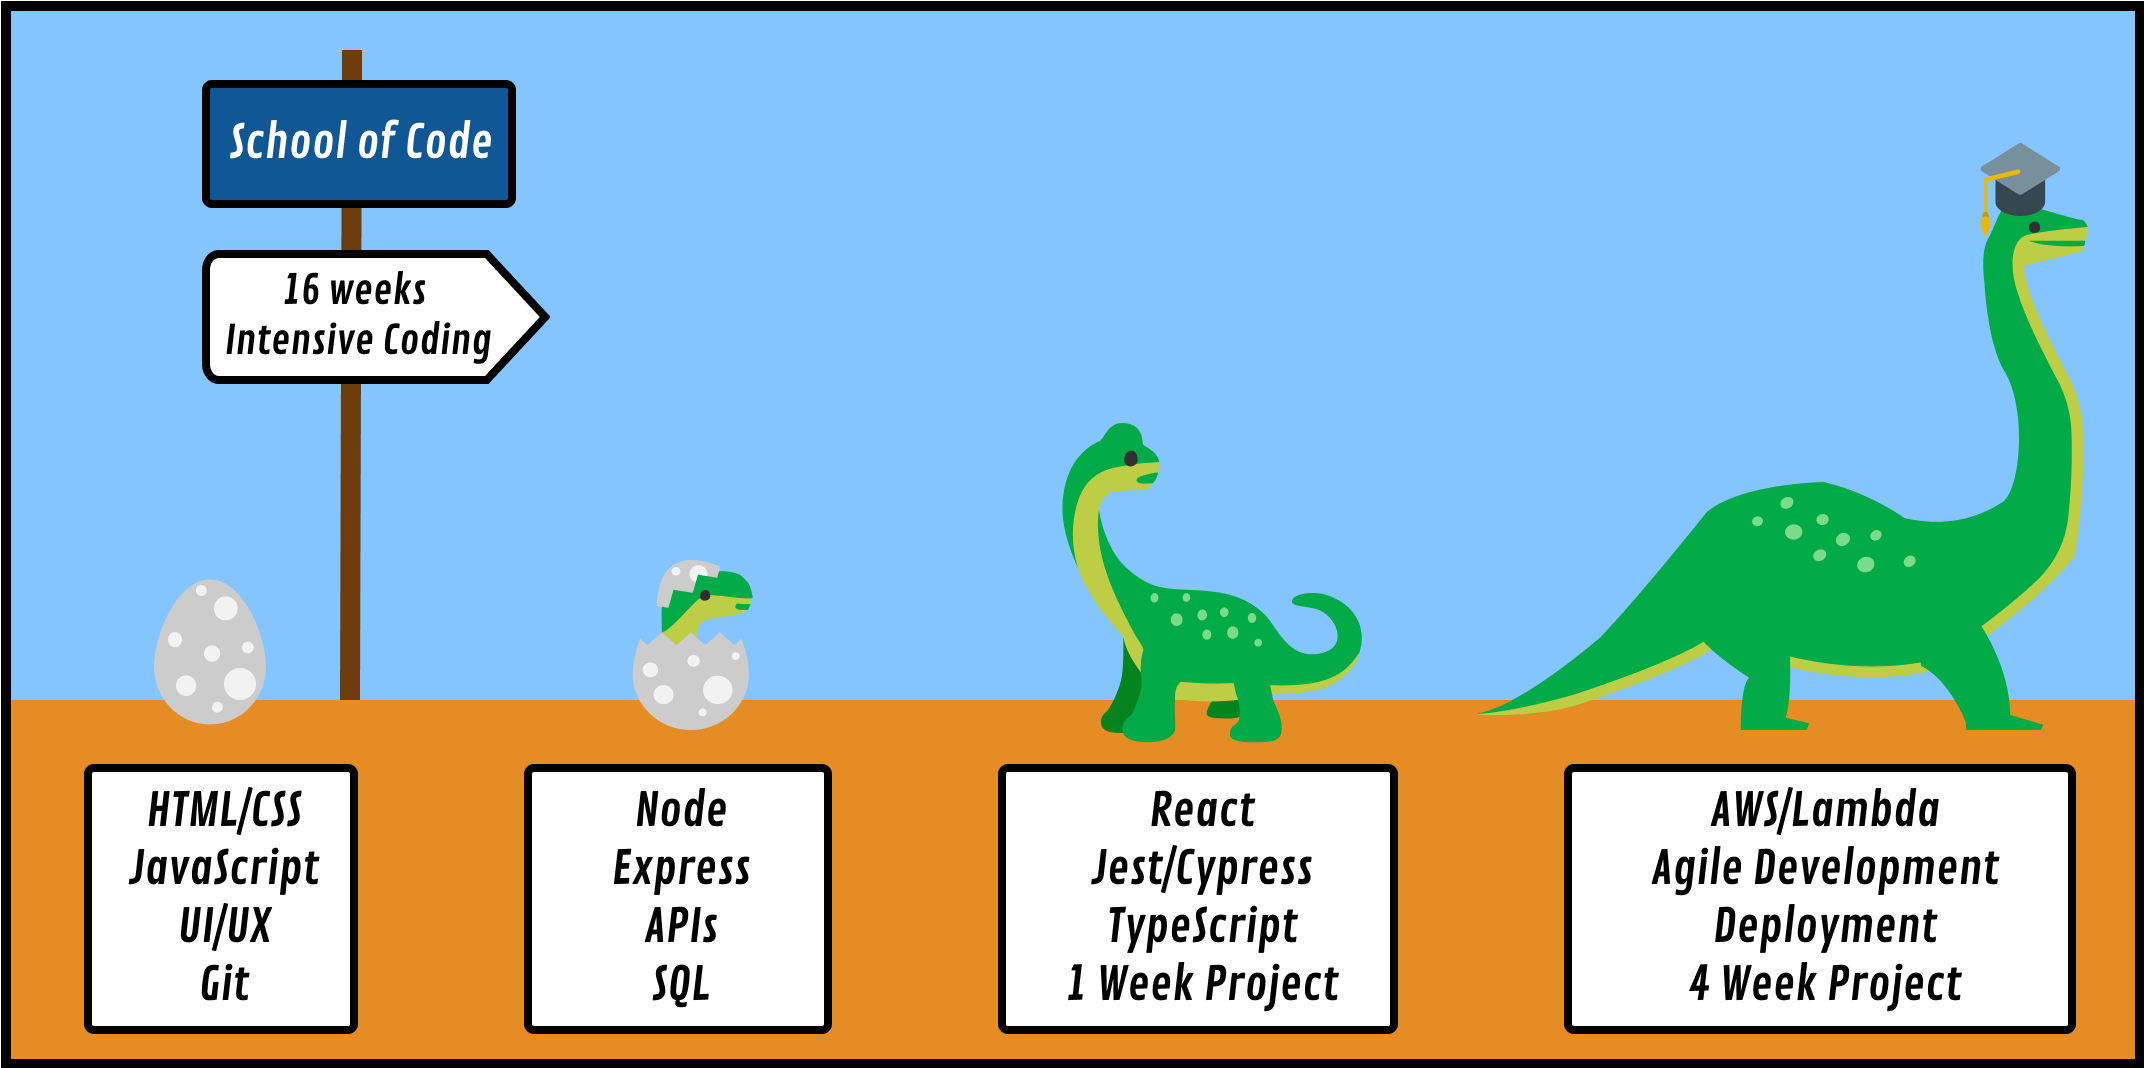 School of Code
16 weeks
Intensive Coding
HTML/CSS
JavaScript
UI/UX
Git
Node
Express
APIs
SQL
React
Jest/Cypress
TypeScript
1 Week Project
AWS/Lambda
Agile Development
Deployment
4 Week Project